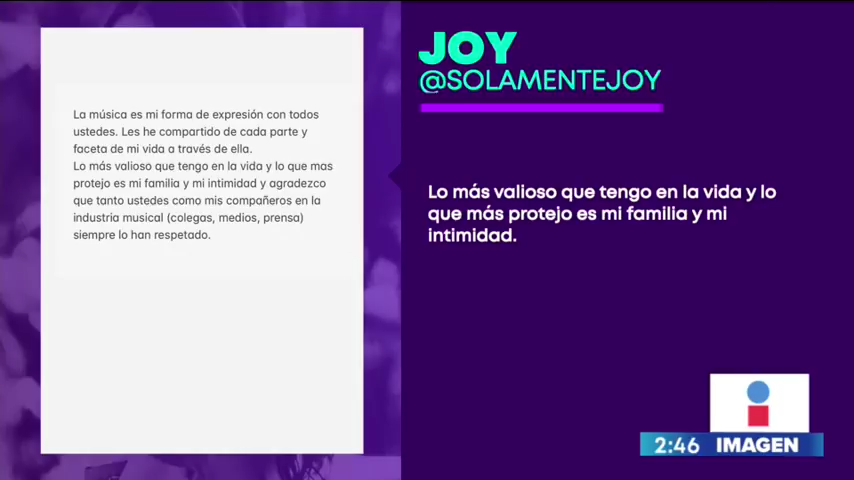 La música es mi forma de expresión con todos
ustedes. Les he compartido de cada parte y
faceta de mi vida a través de ella.
Lo más valioso que tengo en la vida y lo que mas
protejo es mi familia y mi intimidad y agradezco
que tanto ustedes como mis compañeros en la
industria musical (colegas, medios, prensa)
siempre lo han respetado.
JOY
@SOLAMENTEJOY
Lo más valioso que tengo en la vida y lo
que más protejo es mi familia y mi
intimidad.
2:46 IMAGEN